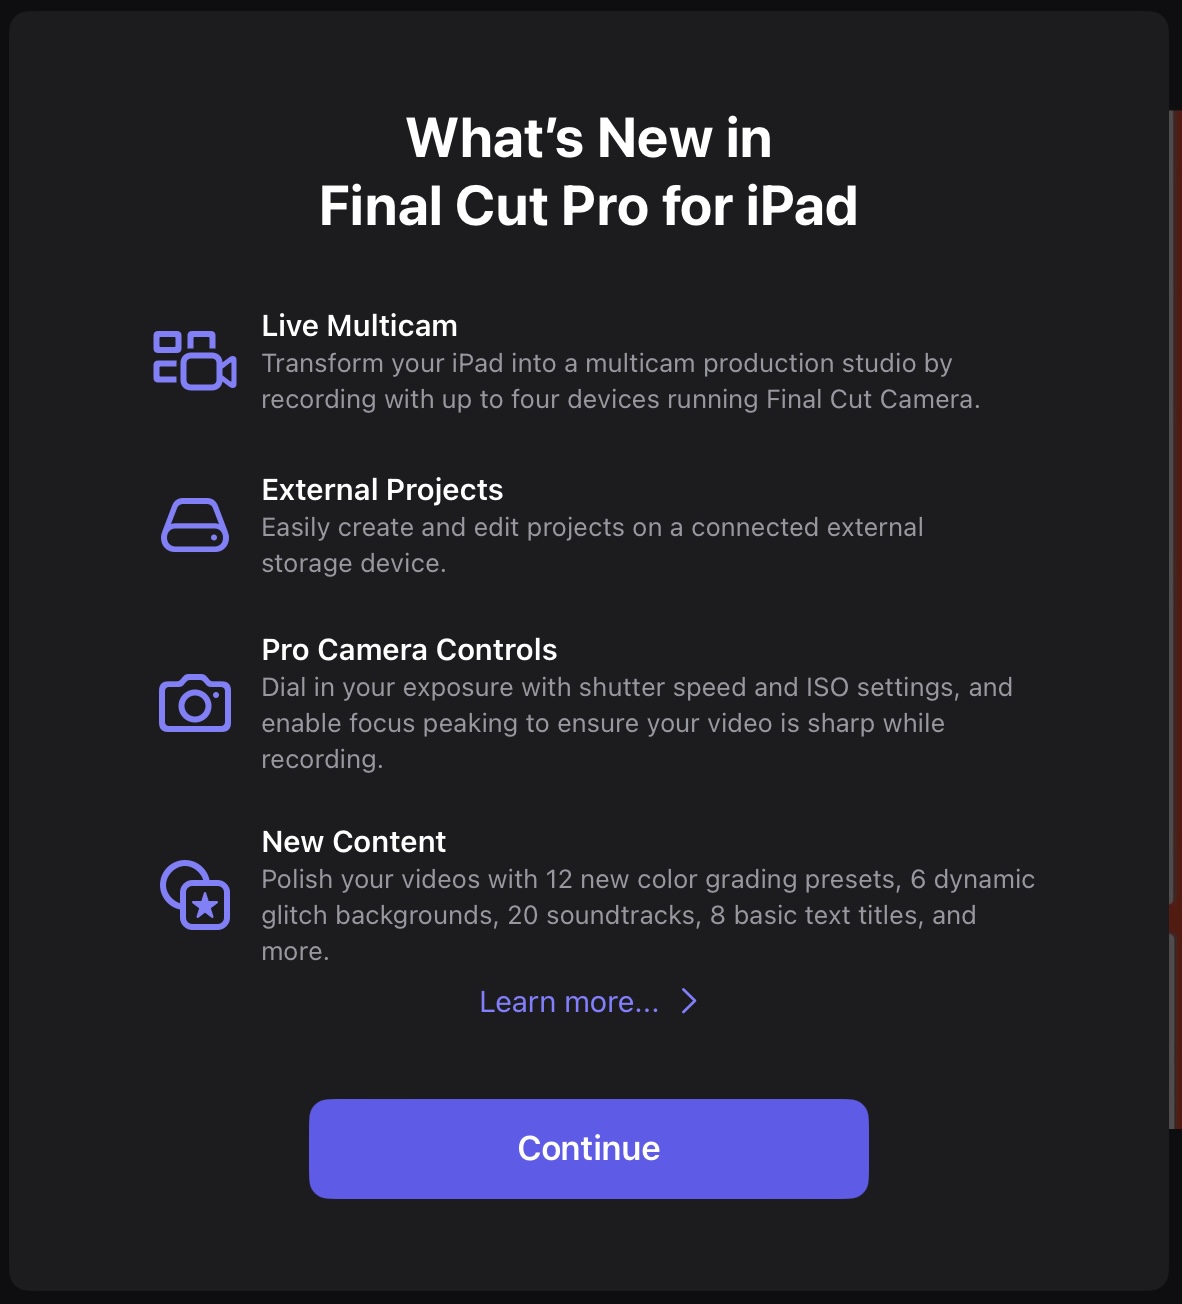 What’s New in
Final Cut Pro for iPad
Live Multicam
Transform your iPad into a multicam production studio by
recording with up to four devices running Final Cut Camera.
External Projects
Easily create and edit projects on a connected external
storage device.
Pro Camera Controls
Dial in your exposure with shutter speed and ISO settings, and
enable focus peaking to ensure your video is sharp while
recording.
New Content
Polish your videos with 12 new color grading presets, 6 dynamic
glitch backgrounds, 20 soundtracks, 8 basic text titles, and
more.
Learn more...
Continue